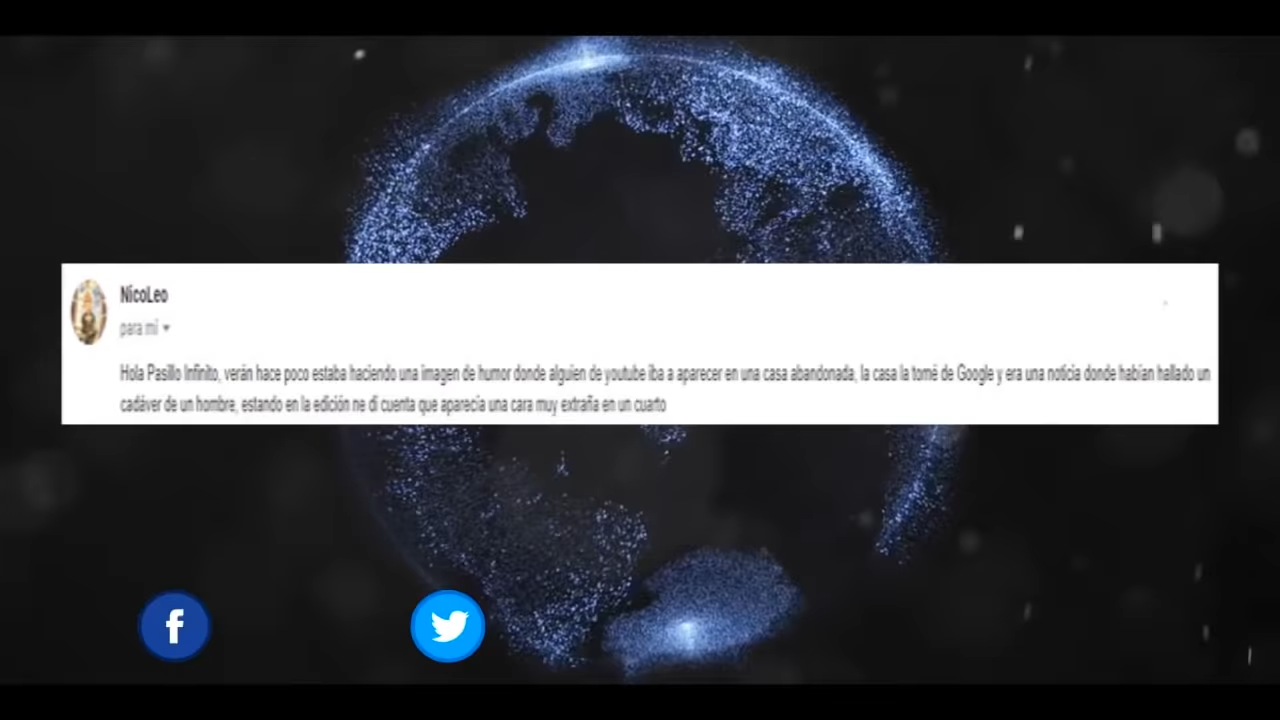 NicoLeo
para mí
Hola Pasillo Infinito, verán hace poco estaba haciendo una imagen de humor donde alguien de youtube iba a aparecer en una casa abandonada, la casa la tomé de Google y era una noticia donde habían hallado un
cadáver de un hombre, estando en la edición ne di cuenta que aparecía una cara muy extraña en un cuarto